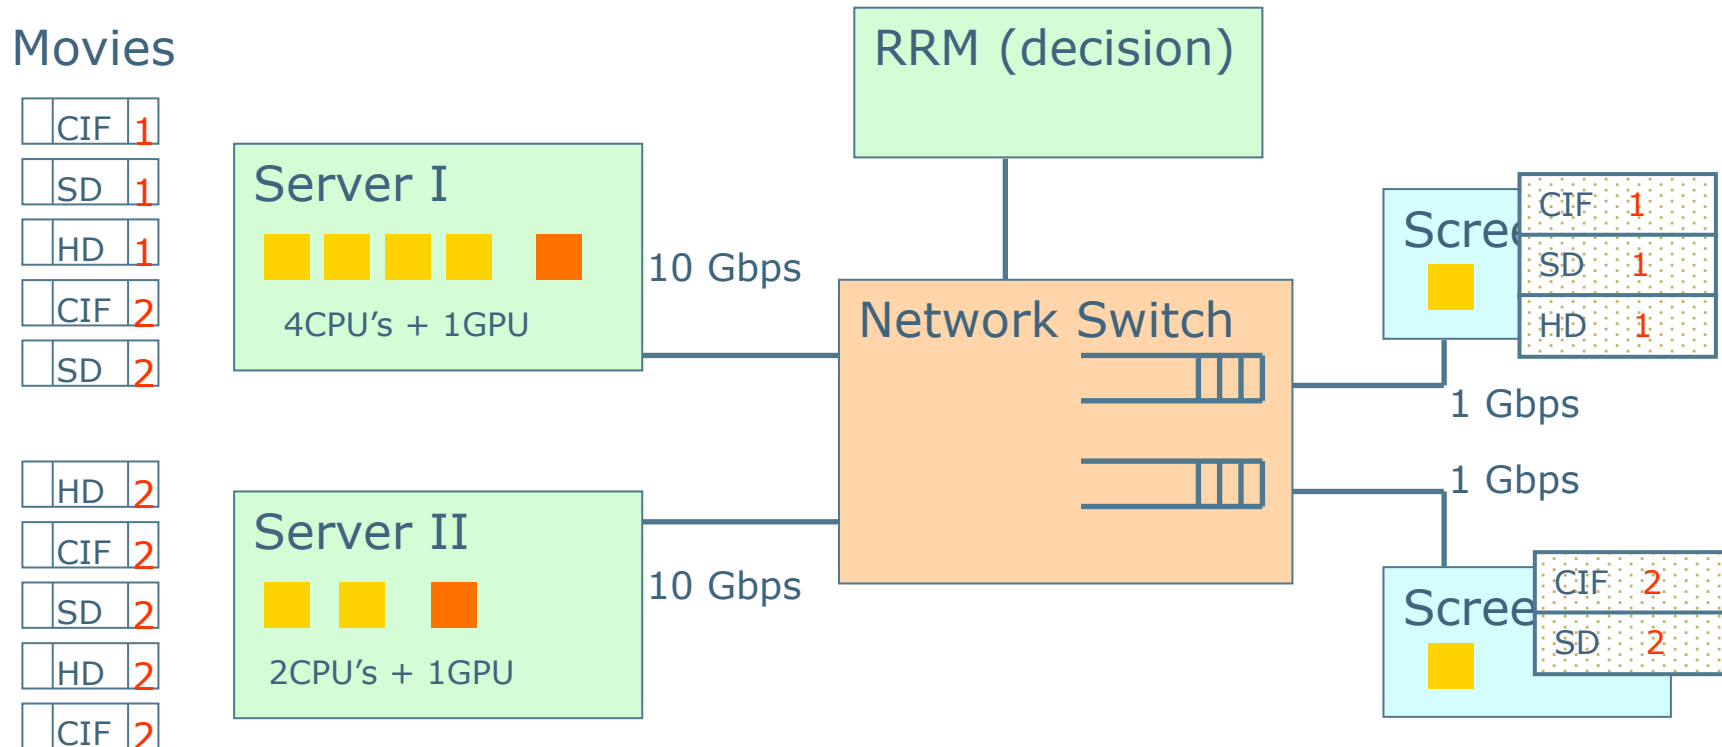 Movies
CIF 1
SD 1
HD 1
CIF 2
SD 2
HD 2
CIF 2
SD 2
HD 2
CIF 2
Server I
4CPU's + 1GPU
10 Gbps
Server II
2CPU's + 1GPU
10 Gbps
RRM (decision)
Network Switch
Scree
CIF 1
SD 1
HD 1
1 Gbps
1 Gbps
Scree
CIF 2
SD 2